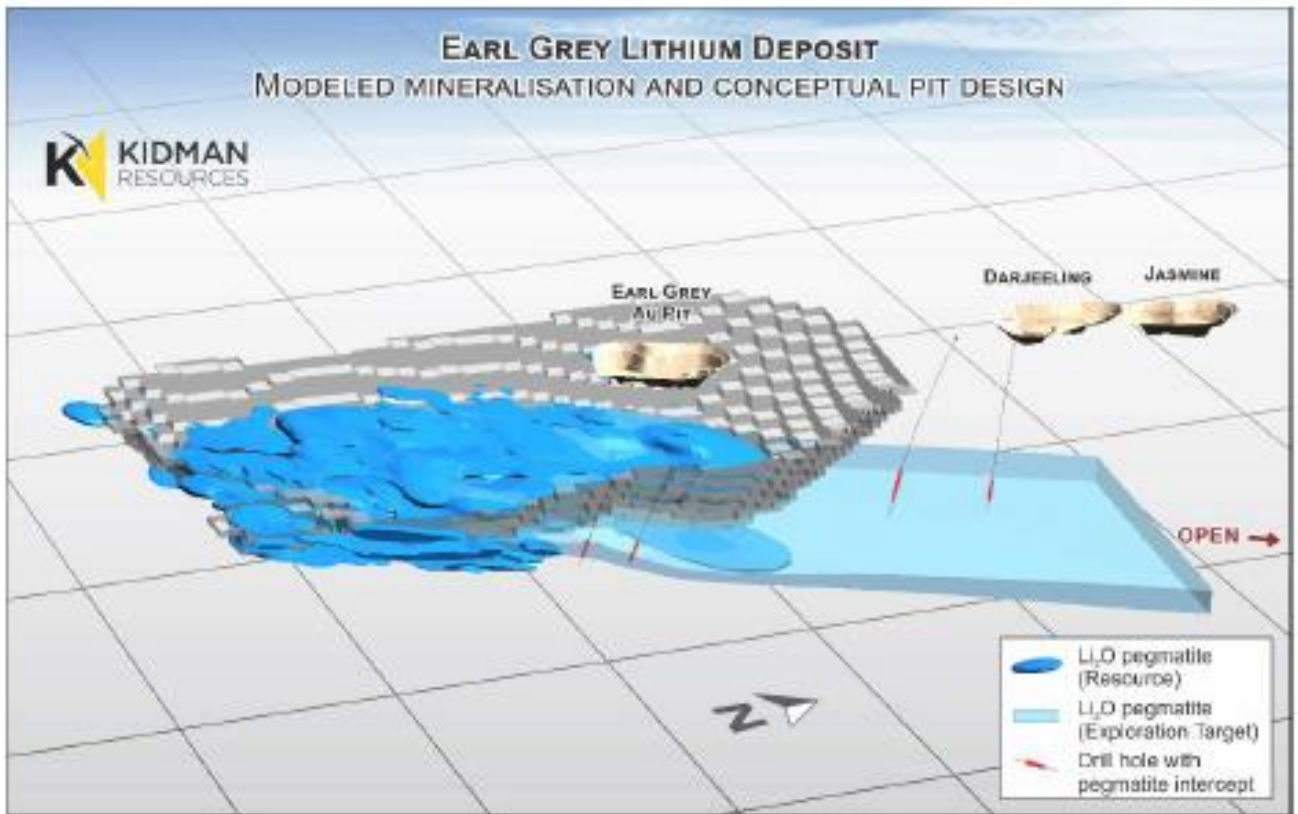 EARL GREY LITHIUM DEPOSIT
MODELED MINERALISATION AND CONCEPTUAL PIT DESIGN
KIDMAN
RESOURCES
DARJEELING
JASMINE
EARL GREY
AU PIT
OPEN
Li₂O pegmatite
(Resource)
Li₂O pegmatite
(Exploration Target)
Drill hole with
pegmatite intercept
N